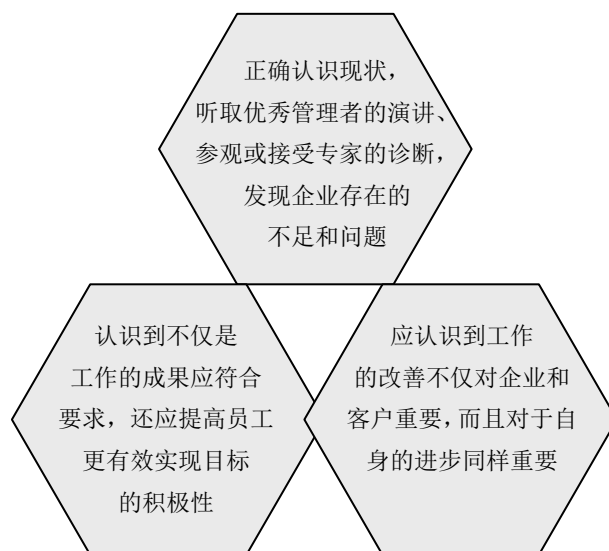 正确认识现状，
听取优秀管理者的演讲、
参观或接受专家的诊断，
发现企业存在的
不足和问题
认识到不仅是
工作的成果应符合
要求，还应提高员工
更有效实现目标
的积极性
应认识到工作
的改善不仅对企业和
客户重要，而且对于自
身的进步同样重要